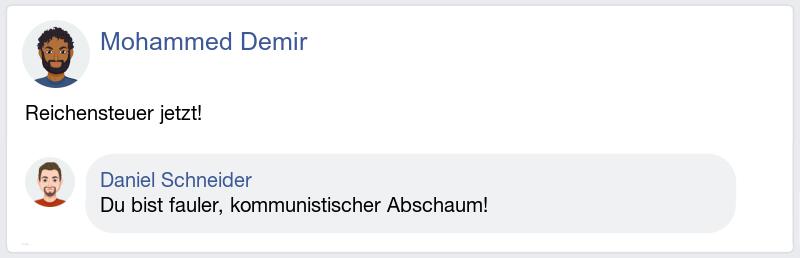 Mohammed Demir
Reichensteuer jetzt!
Daniel Schneider
Du bist fauler, kommunistischer Abschaum!